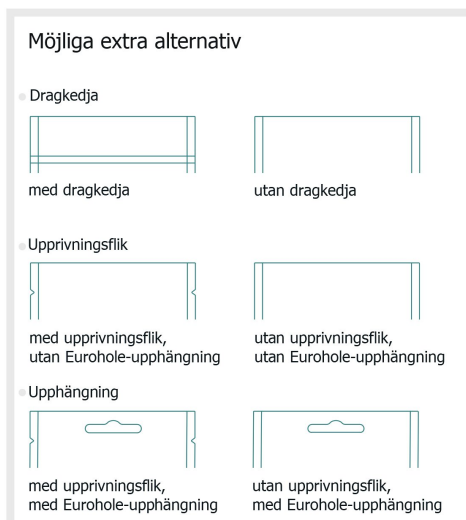 Möjliga extra alternativ
Dragkedja
med dragkedja
utan dragkedja
Upprivningsflik
med upprivningsflik,
utan Eurohole-upphängning
utan upprivningsflik,
utan Eurohole-upphängning
Upphängning
med upprivningsflik,
med Eurohole-upphängning
utan upprivningsflik,
med Eurohole-upphängning